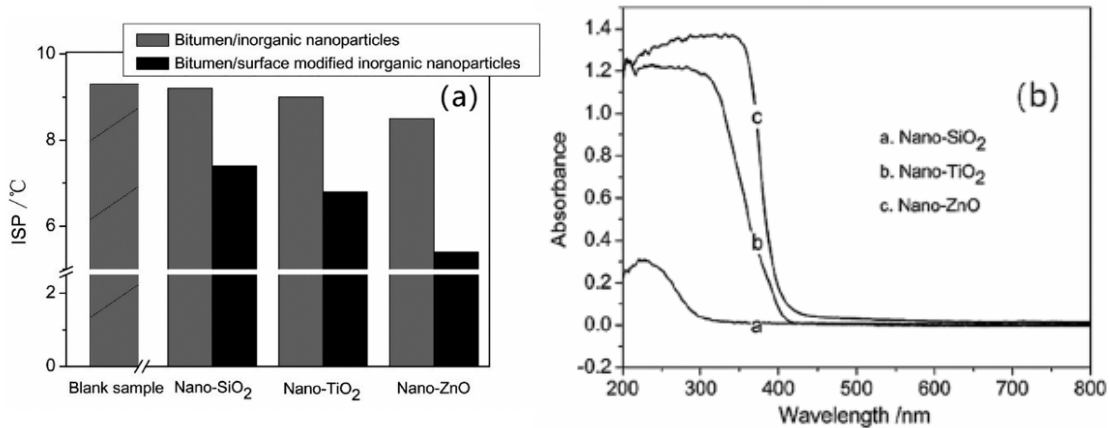 Bitumen/inorganic nanoparticles
Bitumen/surface modified inorganic nanoparticles
(a)
10
8
6
2
0
ISP /℃
Blank sample
Nano-SiO2
Nano-TiO2
Nano-ZnO
(b)
1.4
1.2
1.0
0.8
0.6
0.4
0.2
0.0
-0.2
Absorbance
c
b
a
a. Nano-SiO2
b. Nano-TiO2
c. Nano-ZnO
200 300 400 500 600 700 800
Wavelength /nm